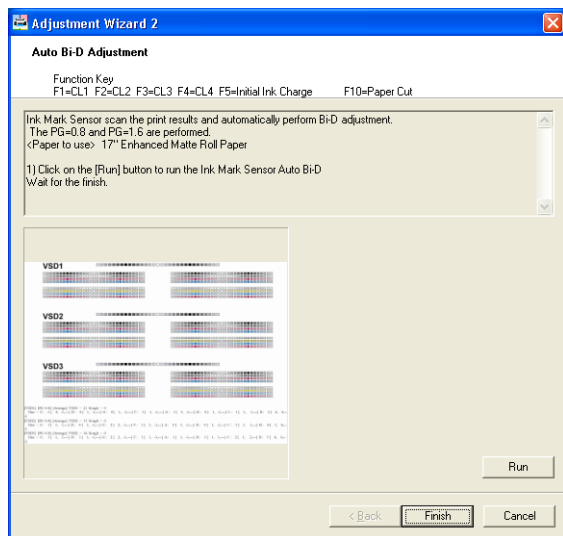 Adjustment Wizard 2
Auto Bi-D Adjustment
Function Key
F1=CL1 F2=CL2 F3=CL3 F4=CL4 F5=Initial Ink Charge F10=Paper Cut
Ink Mark Sensor scan the print results and automatically perform Bi-D adjustment.
The PG=0.8 and PG=1.6 are performed.
<Paper to use> 17" Enhanced Matte Roll Paper
1) Click on the [Run] button to run the Ink Mark Sensor Auto Bi-D
Wait for the finish.
VSD1
VSD2
VSD3
Run
< Back
Finish
Cancel